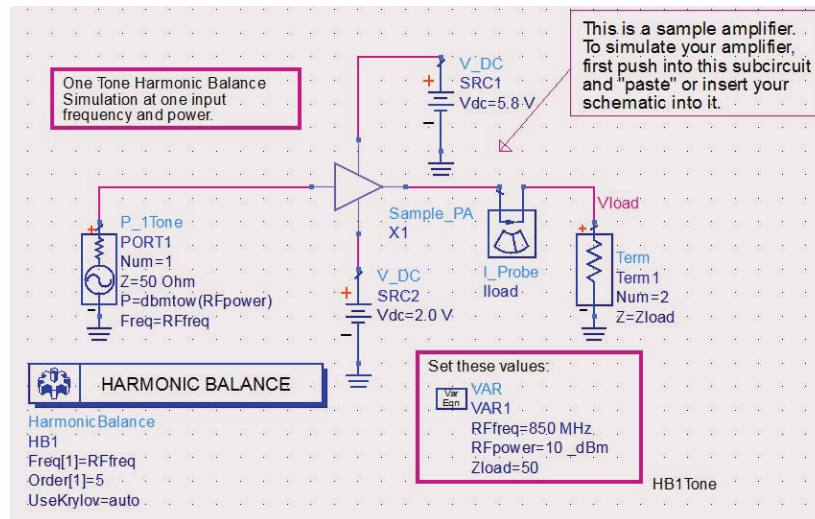 This is a sample amplifier.
To simulate your amplifier,
first push into this subcircuit
and "paste" or insert your
schematic into it.
One Tone Harmonic Balance
Simulation at one input
frequency and power.
V_DC
SRC1
Vdc=5.8 V
+
-
Sample_PA
X1
Vload
P_1Tone
PORT1
Num=1
Z=50 Ohm
P=dbmtow(RFpower)
Freq=RFfreq
+
-
V_DC
SRC2
Vdc=2.0 V
+
-
I_Probe
Iload
Term
Term1
Num=2
Z=Zload
+
-
HARMONIC BALANCE
HarmonicBalance
HB1
Freq[1]=RFfreq
Order[1]=5
UseKrylov=auto
Set these values:
Var
Eqn
VAR
VAR1
RFfreq=850 MHz
RFpower=10 _dBm
Zload=50
HB1Tone